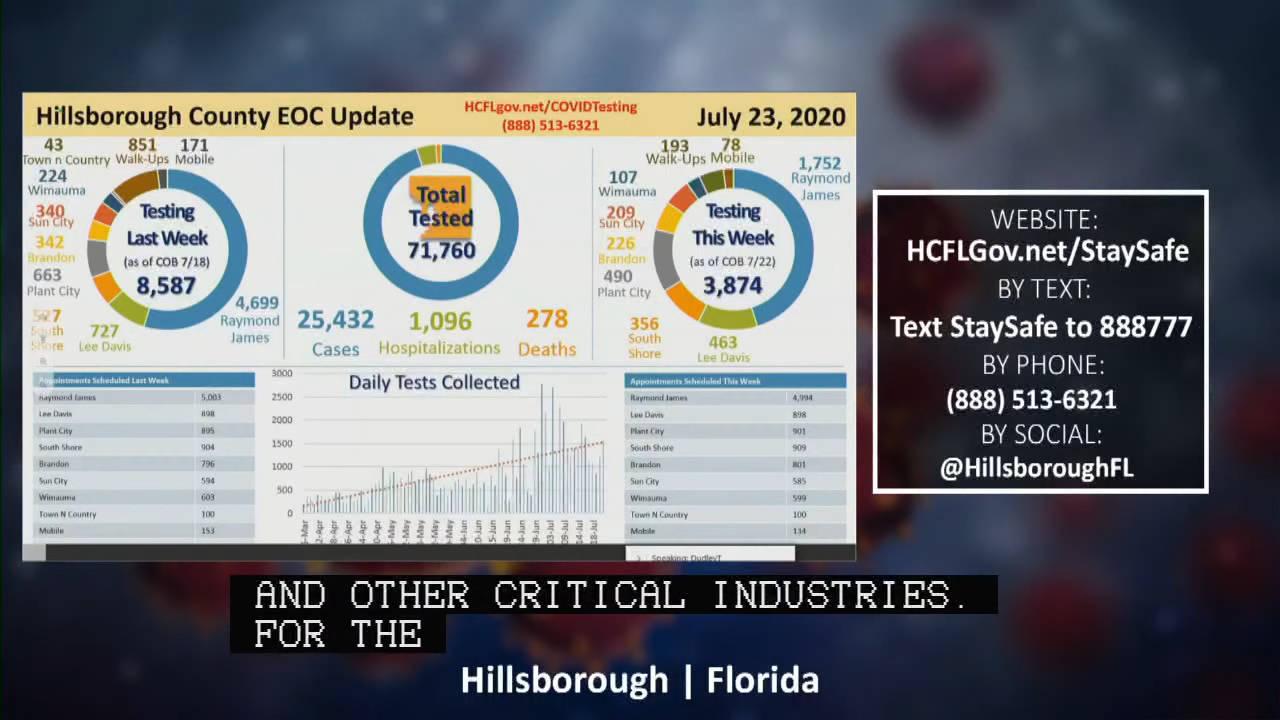 Hillsborough County EOC Update
HCFLgov.net/COVIDTesting
(888) 513-6321
July 23, 2020
43
Town n Country
851
Walk-Ups
171
Mobile
224
Wimauma
340
Sun City
342
Brandon
663
Plant City
South
Shore
727
Lee Davis
4,699
Raymond
James
Testing
Last Week
(as of COB 7/18)
8,587
Total
Tested
71,760
25,432
Cases
1,096
Hospitalizations
278
Deaths
193
Walk-Ups
78
Mobile
1,752
Raymond
James
107
Wimauma
209
Sun City
226
Brandon
490
Plant City
356
South
Shore
463
Lee Davis
Testing
This Week
(as of COB 7/22)
3,874
Appointments Scheduled Last Week
Raymond James 5,003
Lee Davis 898
Plant City 895
South Shore 904
Brandon 796
Sun City 594
Wimauma 603
Town N Country 100
Mobile 153
Daily Tests Collected
3000
2500
2000
1500
1000
500
0
Appointments Scheduled This Week
Raymond James 4,994
Lee Davis 898
Plant City 901
South Shore 909
Brandon 801
Sun City 585
Wimauma 599
Town N Country 100
Mobile 134
Speaking: DudleyT
WEBSITE:
HCFLGov.net/StaySafe
BY TEXT:
Text StaySafe to 888777
BY PHONE:
(888) 513-6321
BY SOCIAL:
@HillsboroughFL
AND OTHER CRITICAL INDUSTRIES.
FOR THE
Hillsborough | Florida